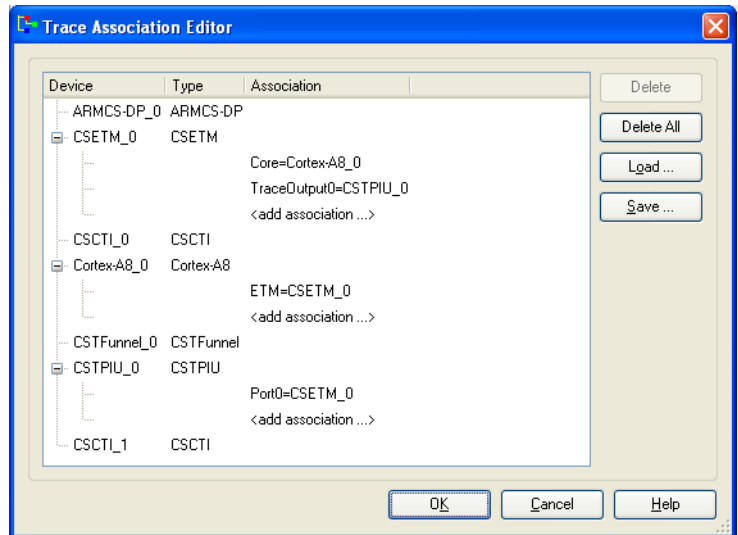 Trace Association Editor
Device Type Association
Delete
ARMCS-DP_0 ARMCS-DP
Delete All
CSETM_0 CSETM
Core=Cortex-A8_0
Load ...
TraceOutput0=CSTPIU_0
<add association ...>
Save ...
CSCTI_0 CSCTI
Cortex-A8_0 Cortex-A8
ETM=CSETM_0
<add association ...>
CSTFunnel_0 CSTFunnel
CSTPIU_0 CSTPIU
Port0=CSETM_0
<add association ...>
CSCTI_1 CSCTI
OK Cancel Help